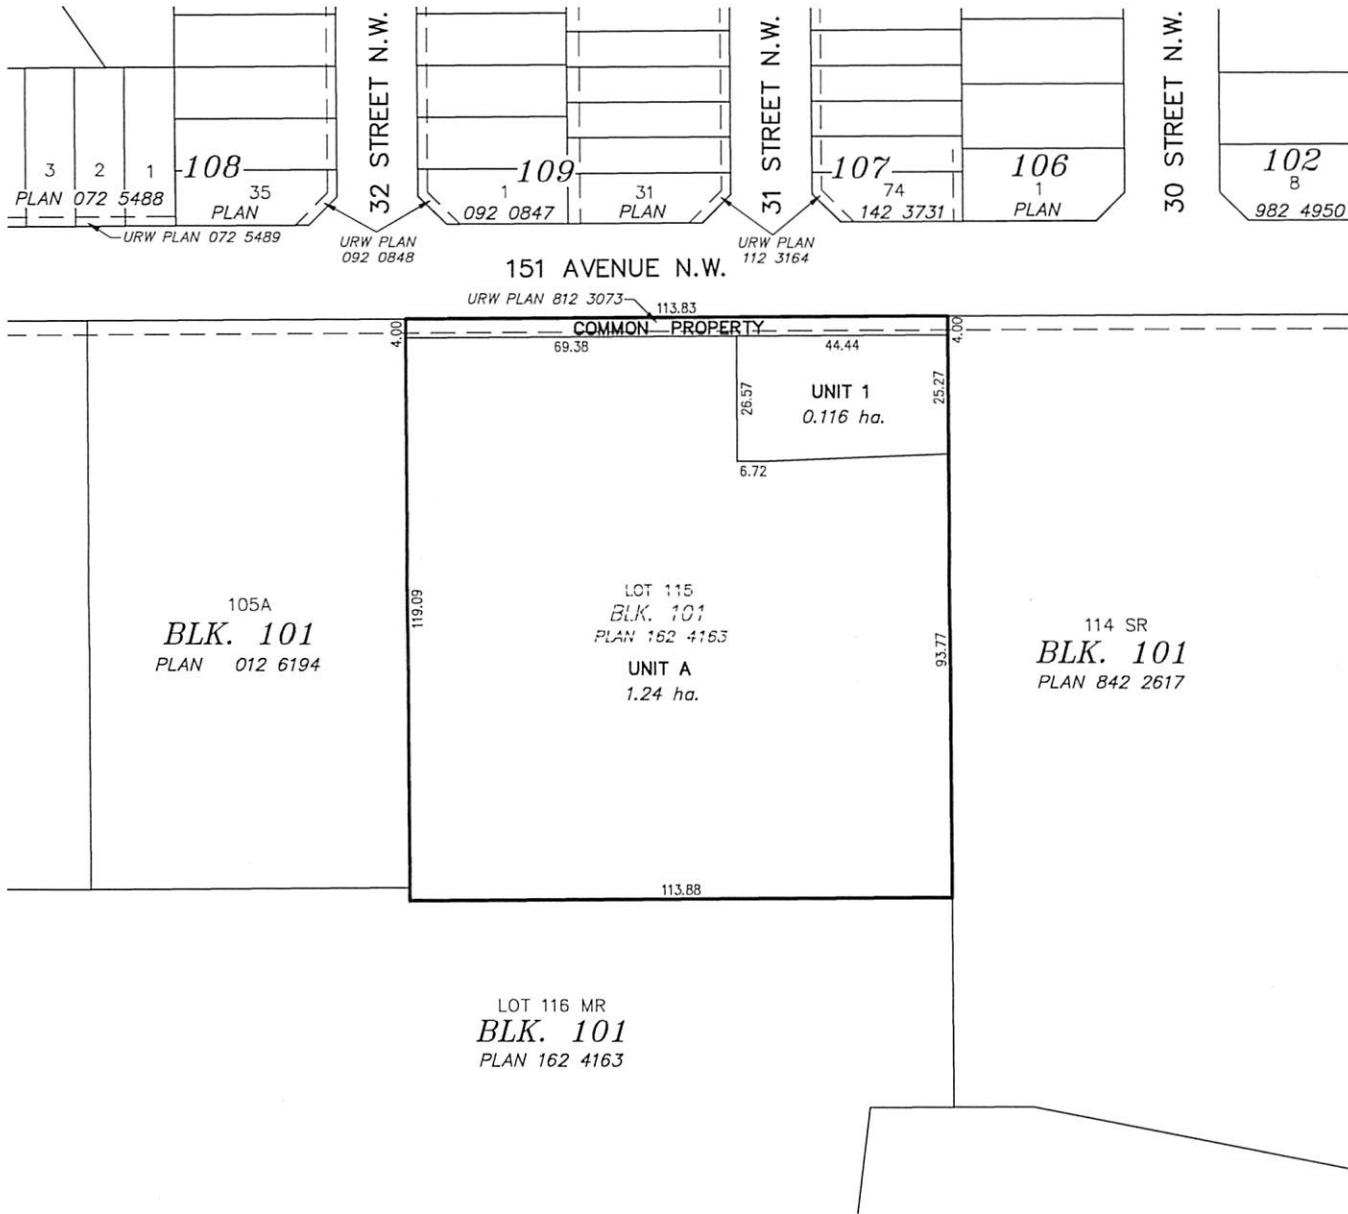 32 STREET N.W.
31 STREET N.W.
30 STREET N.W.
3 2 1
PLAN 072 5488
108
35
PLAN
109
1
092 0847
31
PLAN
107
74
142 3731
106
1
PLAN
102
B
982 4950
URW PLAN 072 5489
URW PLAN
092 0848
URW PLAN
112 3164
151 AVENUE N.W.
URW PLAN 812 3073
113.83
4.00
COMMON PROPERTY
4.00
69.38
44.44
26.57
UNIT 1
0.116 ha.
25.27
6.72
119.09
105A
BLK. 101
PLAN 012 6194
LOT 115
BLK. 101
PLAN 162 4163
UNIT A
1.24 ha.
93.77
114 SR
BLK. 101
PLAN 842 2617
113.88
LOT 116 MR
BLK. 101
PLAN 162 4163